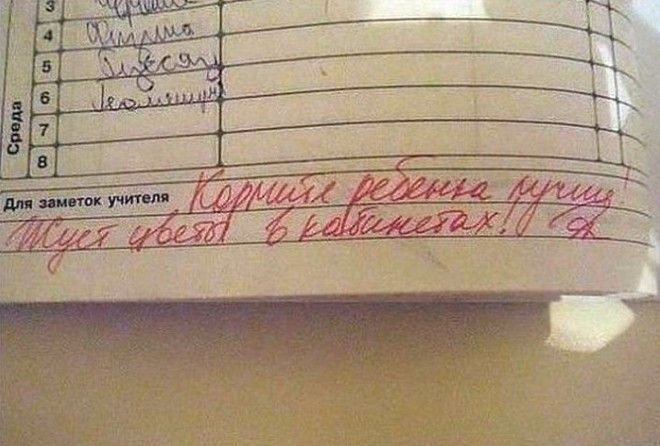 3
4 Физика
5
6 Геометрия
7
8
Среда
Для заметок учителя Кормите ребенка лучше!
Жует цветы в кабинетах!